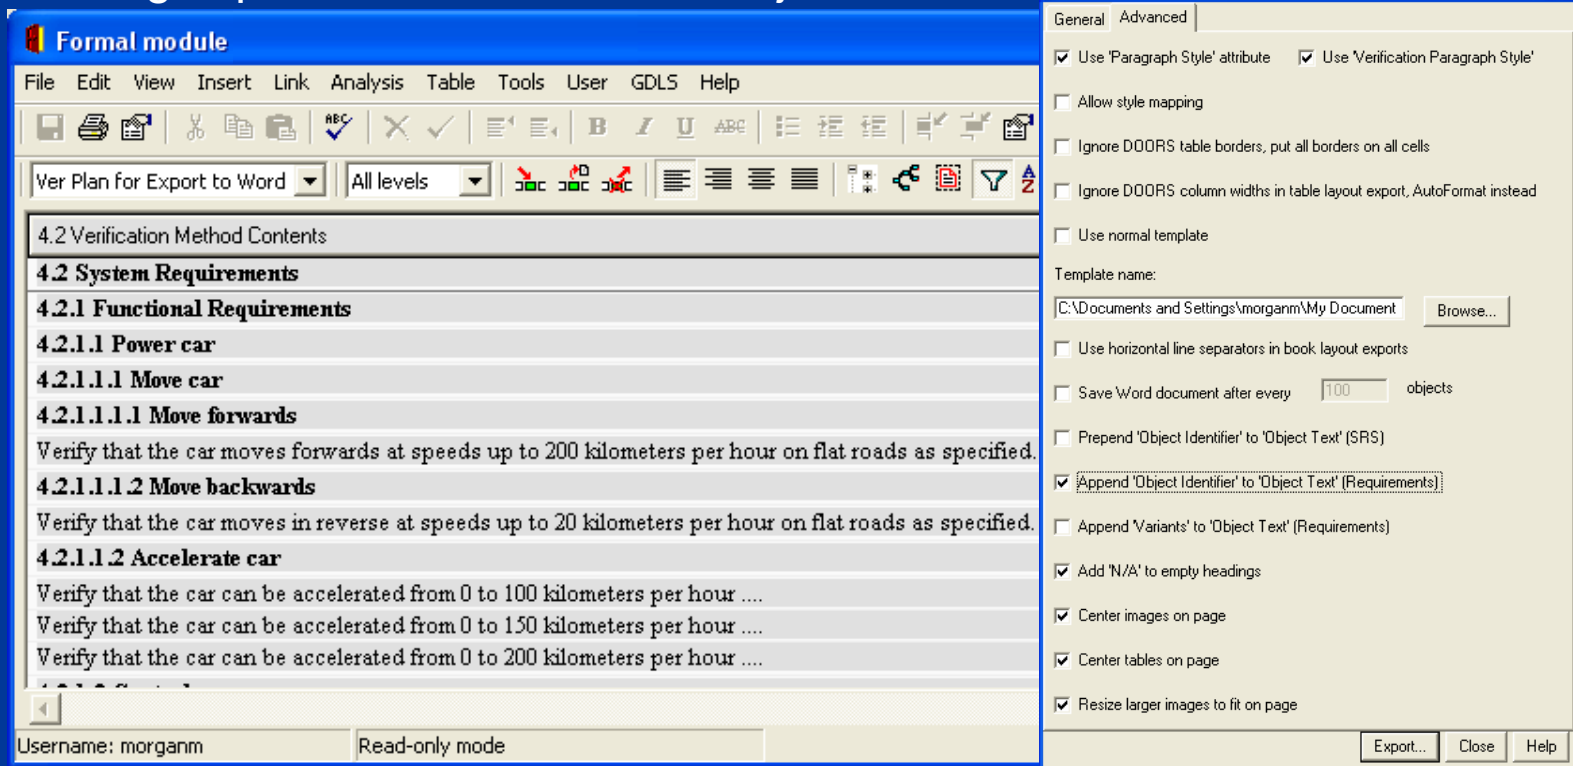 Formal module
File Edit View Insert Link Analysis Table Tools User GDLS Help
ABC B I U ABC
Ver Plan for Export to Word All levels A Z
4.2 Verification Method Contents
4.2 System Requirements
4.2.1 Functional Requirements
4.2.1.1 Power car
4.2.1.1.1 Move car
4.2.1.1.1.1 Move forwards
Verify that the car moves forwards at speeds up to 200 kilometers per hour on flat roads as specified.
4.2.1.1.1.2 Move backwards
Verify that the car moves in reverse at speeds up to 20 kilometers per hour on flat roads as specified.
4.2.1.1.2 Accelerate car
Verify that the car can be accelerated from 0 to 100 kilometers per hour ....
Verify that the car can be accelerated from 0 to 150 kilometers per hour ....
Verify that the car can be accelerated from 0 to 200 kilometers per hour ....
Username: morganm Read-only mode
General Advanced
Use 'Paragraph Style' attribute Use 'Verification Paragraph Style'
Allow style mapping
Ignore DOORS table borders, put all borders on all cells
Ignore DOORS column widths in table layout export, AutoFormat instead
Use normal template
Template name:
C:\Documents and Settings\morganm\My Document Browse...
Use horizontal line separators in book layout exports
Save Word document after every 100 objects
Prepend 'Object Identifier' to 'Object Text' (SRS)
Append 'Object Identifier' to 'Object Text' (Requirements)
Append 'Variants' to 'Object Text' (Requirements)
Add 'N/A' to empty headings
Center images on page
Center tables on page
Resize larger images to fit on page
Export... Close Help